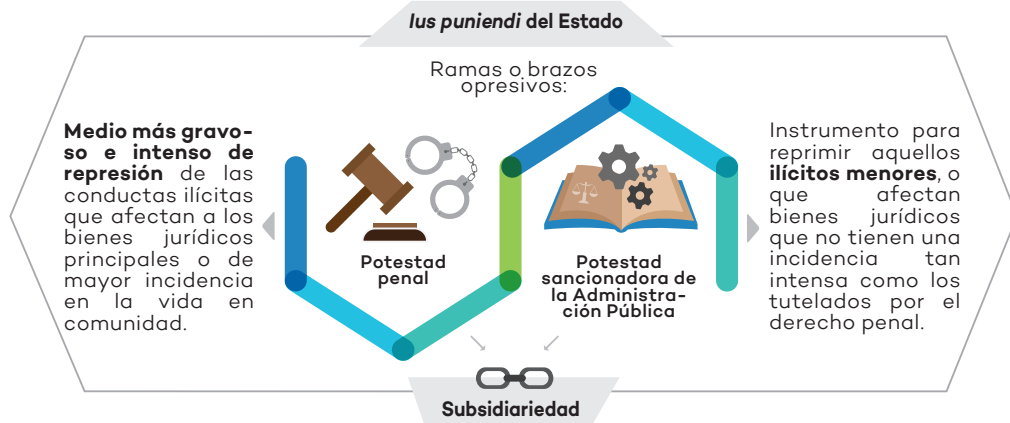 Ius puniendi del Estado
Ramas o brazos
opresivos:
Medio más gravo-
so e intenso de
represión de las
conductas ilícitas
que afectan a los
bienes jurídicos
principales o de
mayor incidencia
en la vida en
comunidad.
Potestad
penal
Potestad
sancionadora de
la Administra-
ción Pública
Instrumento para
reprimir aquellos
ilícitos menores, o
que afectan
bienes jurídicos
que no tienen una
incidencia tan
intensa como los
tutelados por el
derecho penal.
Subsidiariedad